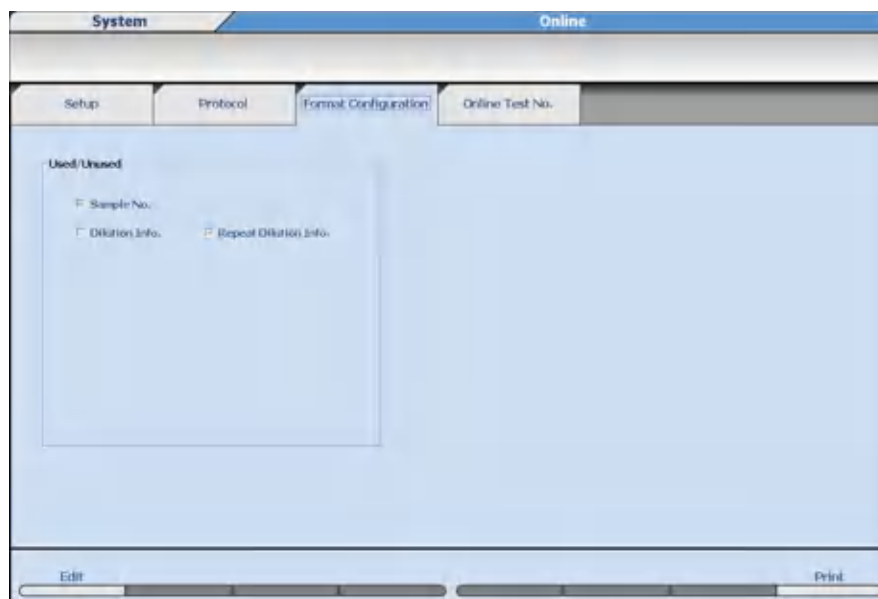 System Online
Setup Protocol Format Configuration Online Test No.
Used/Unused
Sample No.
Dilution Info. Repeat Dilution Info.
Edit Print